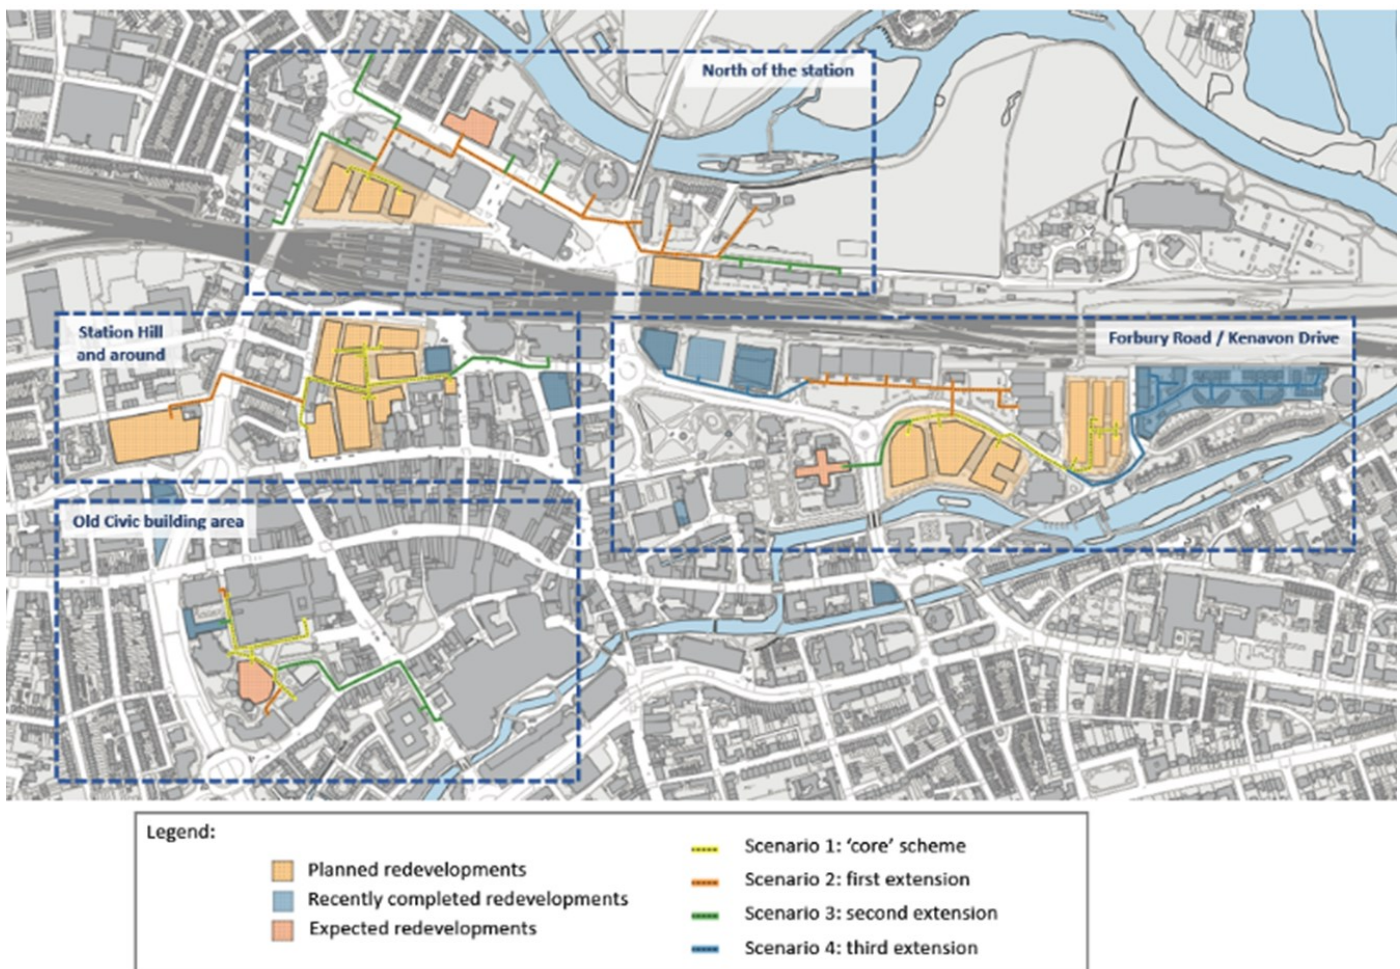 North of the station
Station Hill
and around
Forbury Road / Kenavon Drive
Old Civic building area
Legend:
Planned redevelopments
Recently completed redevelopments
Expected redevelopments
Scenario 1: ‘core’ scheme
Scenario 2: first extension
Scenario 3: second extension
Scenario 4: third extension